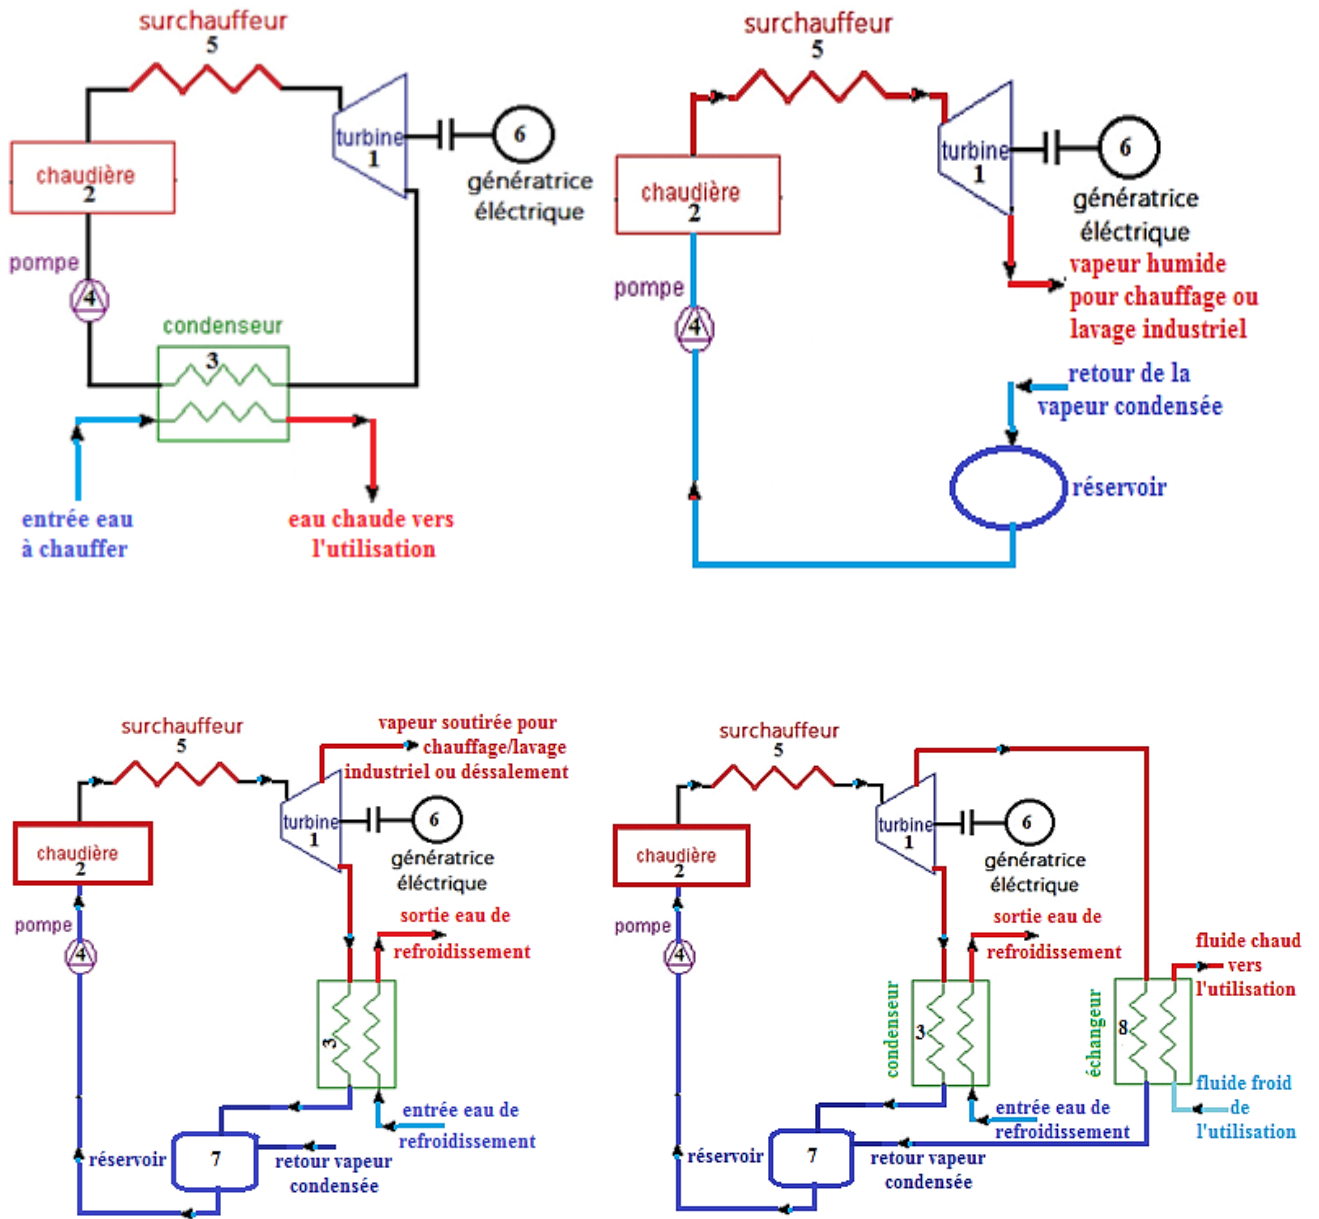 surchauffeur
5
turbine
1
6
génératrice
éléctrique
chaudière
2
pompe
4
condenseur
3
entrée eau
à chauffer
eau chaude vers
l'utilisation
surchauffeur
5
turbine
1
6
génératrice
éléctrique
chaudière
2
vapeur humide
pour chauffage ou
lavage industriel
pompe
4
retour de la
vapeur condensée
réservoir
surchauffeur
5
vapeur soutirée pour
chauffage/lavage
industriel ou déssalement
turbine
1
6
génératrice
éléctrique
chaudière
2
pompe
4
sortie eau de
refroidissement
3
entrée eau de
refroidissement
réservoir
7
retour vapeur
condensée
surchauffeur
5
turbine
1
6
génératrice
éléctrique
chaudière
2
pompe
4
sortie eau de
refroidissement
condenseur
3
échangeur
8
fluide chaud
vers
l'utilisation
fluide froid
de
l'utilisation
entrée eau de
refroidissement
réservoir
7
retour vapeur
condensée